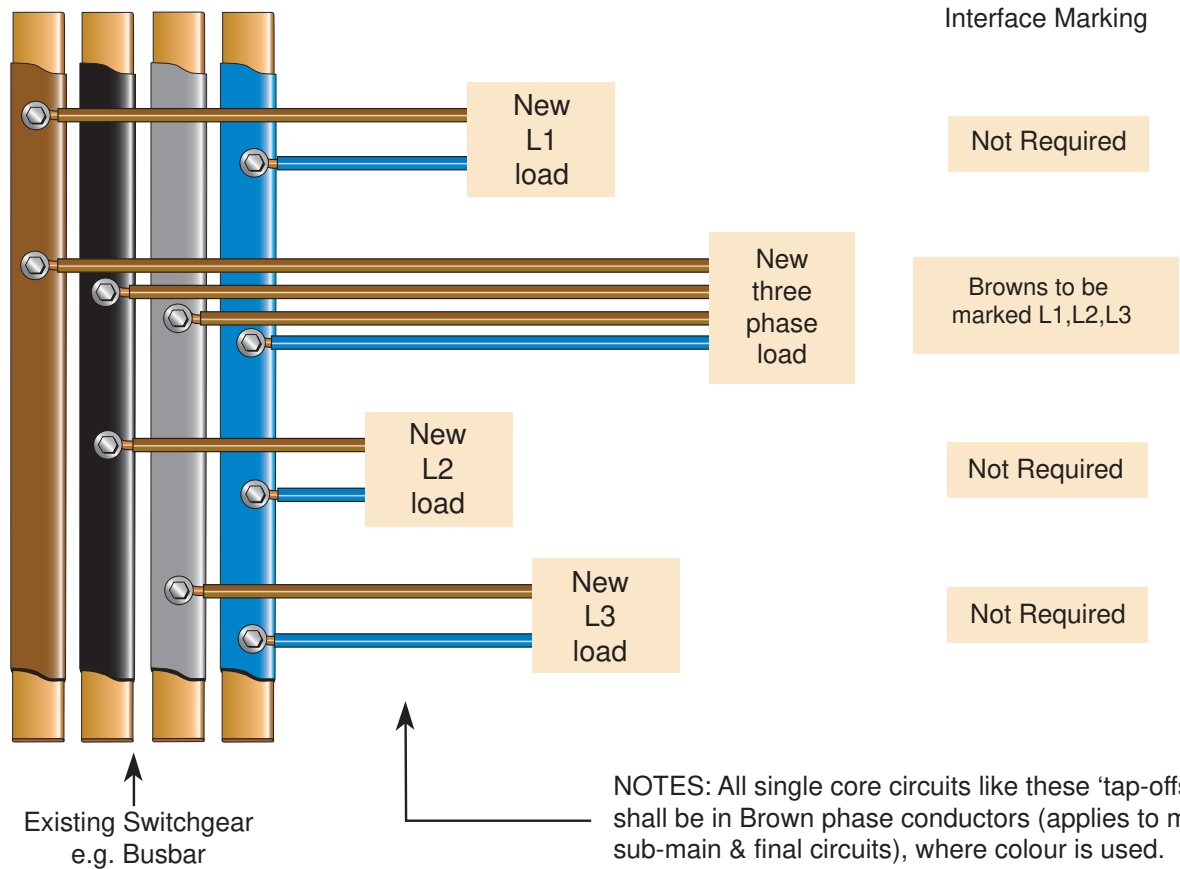 Interface Marking
New
L1
load
Not Required
New
three
phase
load
Browns to be
marked L1,L2,L3
New
L2
load
Not Required
New
L3
load
Not Required
Existing Switchgear
e.g. Busbar
NOTES: All single core circuits like these ‘tap-offs
shall be in Brown phase conductors (applies to
sub-main & final circuits), where colour is used.